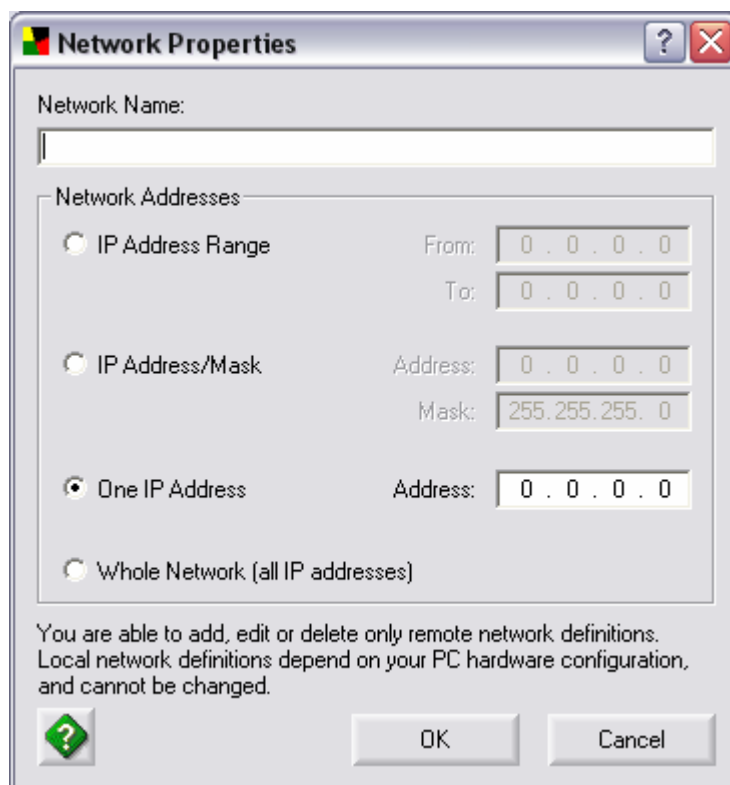 Network Properties
Network Name:
Network Addresses
IP Address Range From: 0 . 0 . 0 . 0
To: 0 . 0 . 0 . 0
IP Address/Mask Address: 0 . 0 . 0 . 0
Mask: 255.255.255. 0
One IP Address Address: 0 . 0 . 0 . 0
Whole Network (all IP addresses)
You are able to add, edit or delete only remote network definitions.
Local network definitions depend on your PC hardware configuration,
and cannot be changed.
OK Cancel